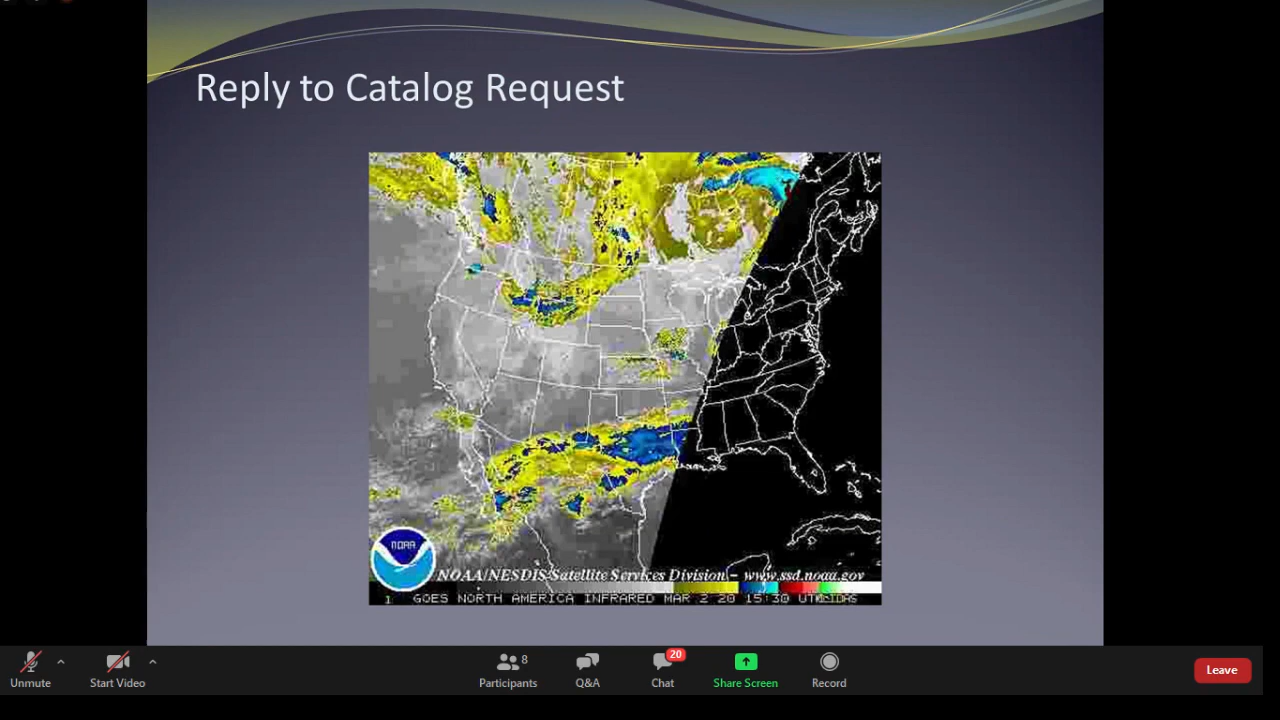 Reply to Catalog Request
NOAA
NOAA/NESDIS Satellite Services Division - www.ssd.noaa.gov
1 GOES NORTH AMERICA INFRARED MAR 2 20 15:30
8
20
Unmute
Start Video
Participants
Q&A
Chat
Share Screen
Record
Leave